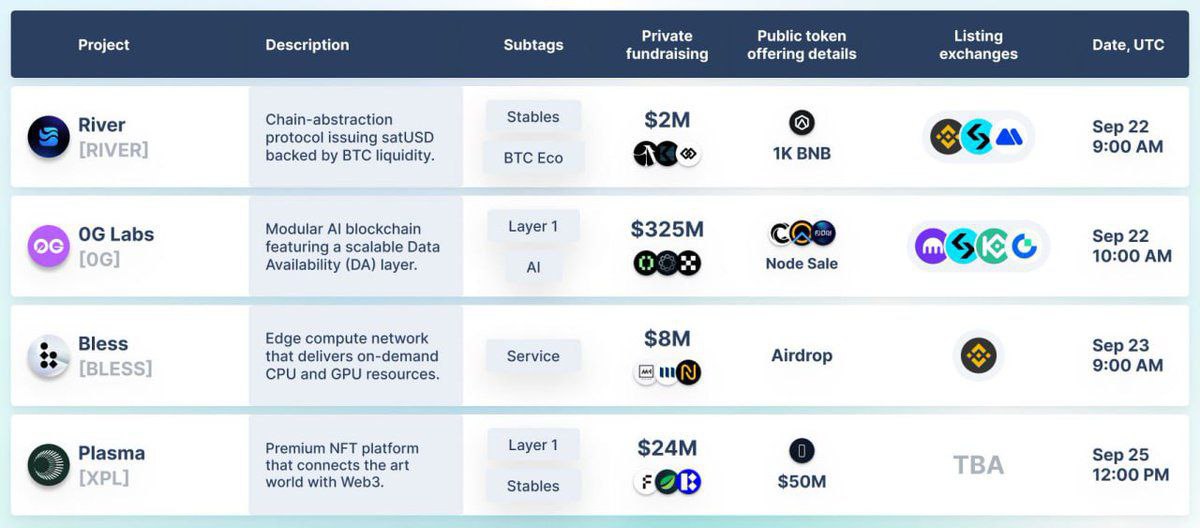 Project
Description
Subtags
Private
fundraising
Public token
offering details
Listing
exchanges
Date, UTC
River
[RIVER]
Chain-abstraction
protocol issuing satUSD
backed by BTC liquidity.
Stables
BTC Eco
$2M
1K BNB
Sep 22
9:00 AM
0G
0G Labs
[0G]
Modular AI blockchain
featuring a scalable Data
Availability (DA) layer.
Layer 1
AI
$325M
Node Sale
Sep 22
10:00 AM
Bless
[BLESS]
Edge compute network
that delivers on-demand
CPU and GPU resources.
Service
$8M
Airdrop
Sep 23
9:00 AM
Plasma
[XPL]
Premium NFT platform
that connects the art
world with Web3.
Layer 1
Stables
$24M
$50M
TBA
Sep 25
12:00 PM